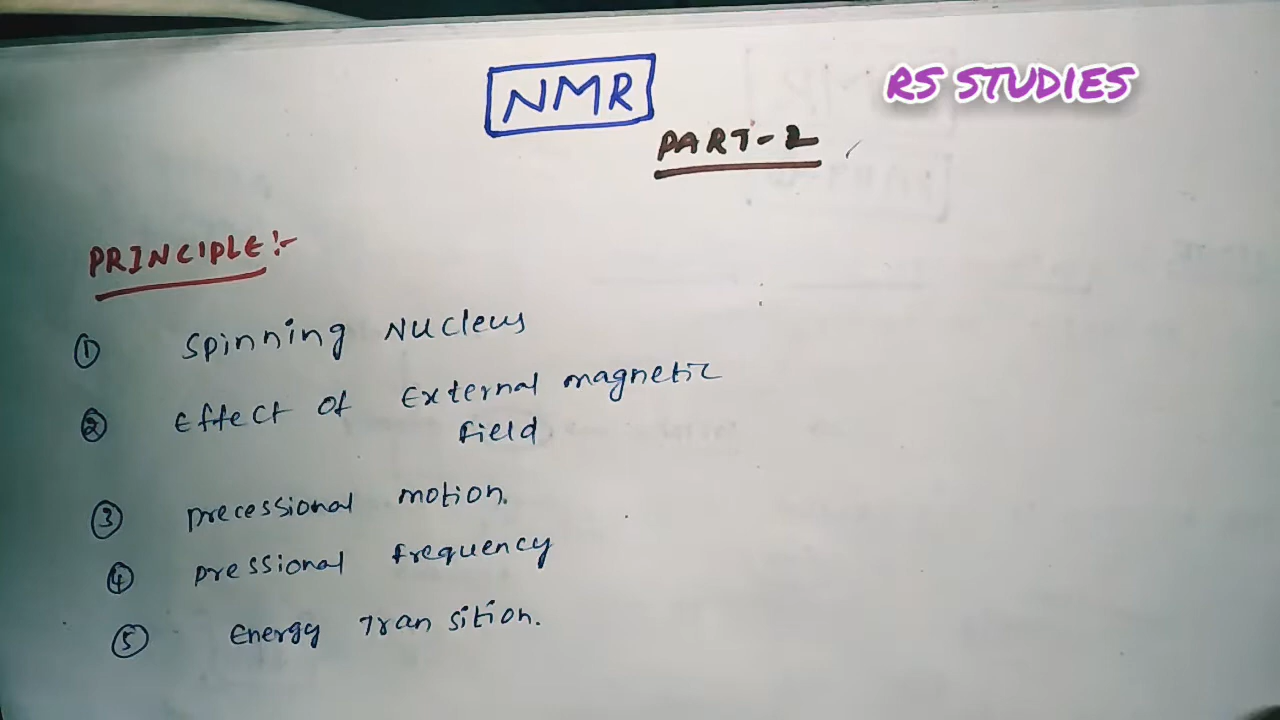 NMR
RS STUDIES
PART-2
PRINCIPLE:-
① Spinning Nucleus
② Effect of External magnetic
field
③ precessional motion.
④ pressional frequency
⑤ Energy Transition.